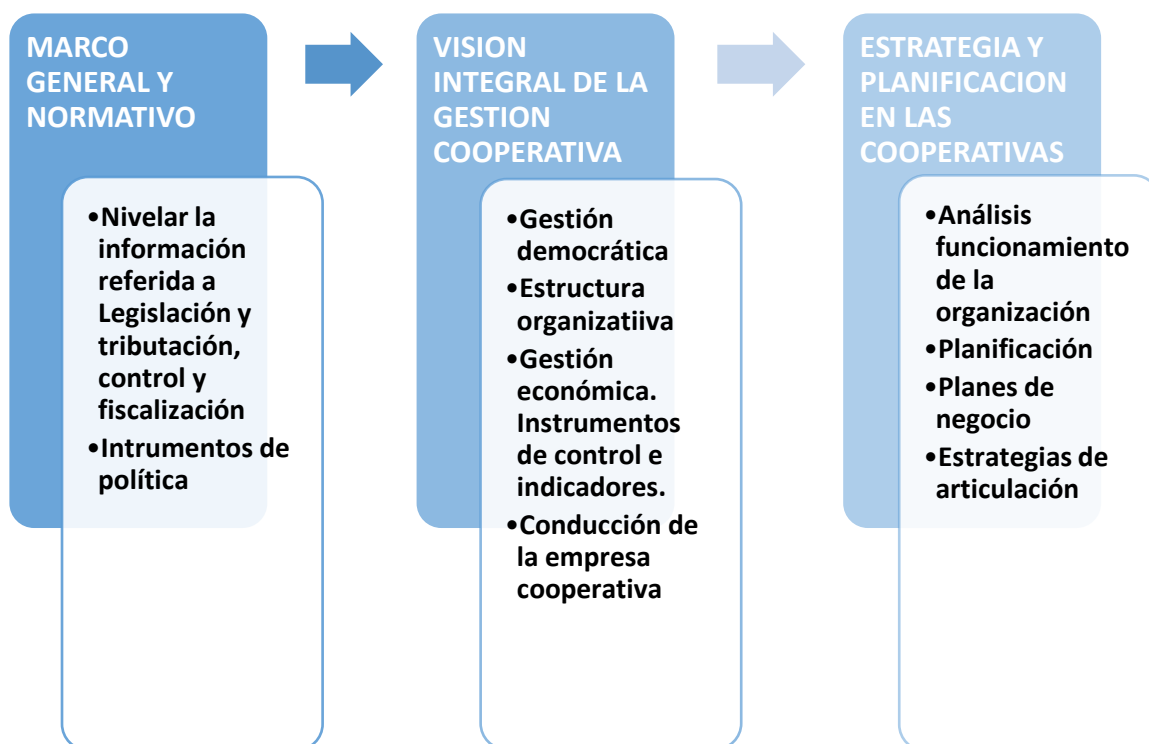 MARCO
GENERAL Y
NORMATIVO
•Nivelar la
información
referida a
Legislación y
tributación,
control y
fiscalización
•Intrumentos de
política
VISION
INTEGRAL DE LA
GESTION
COOPERATIVA
•Gestión
democrática
•Estructura
organizatiiva
•Gestión
económica.
Instrumentos
de control e
indicadores.
•Conducción de
la empresa
cooperativa
ESTRATEGIA Y
PLANIFICACION
EN LAS
COOPERATIVAS
•Análisis
funcionamiento
de la
organización
•Planificación
•Planes de
negocio
•Estrategias de
articulación